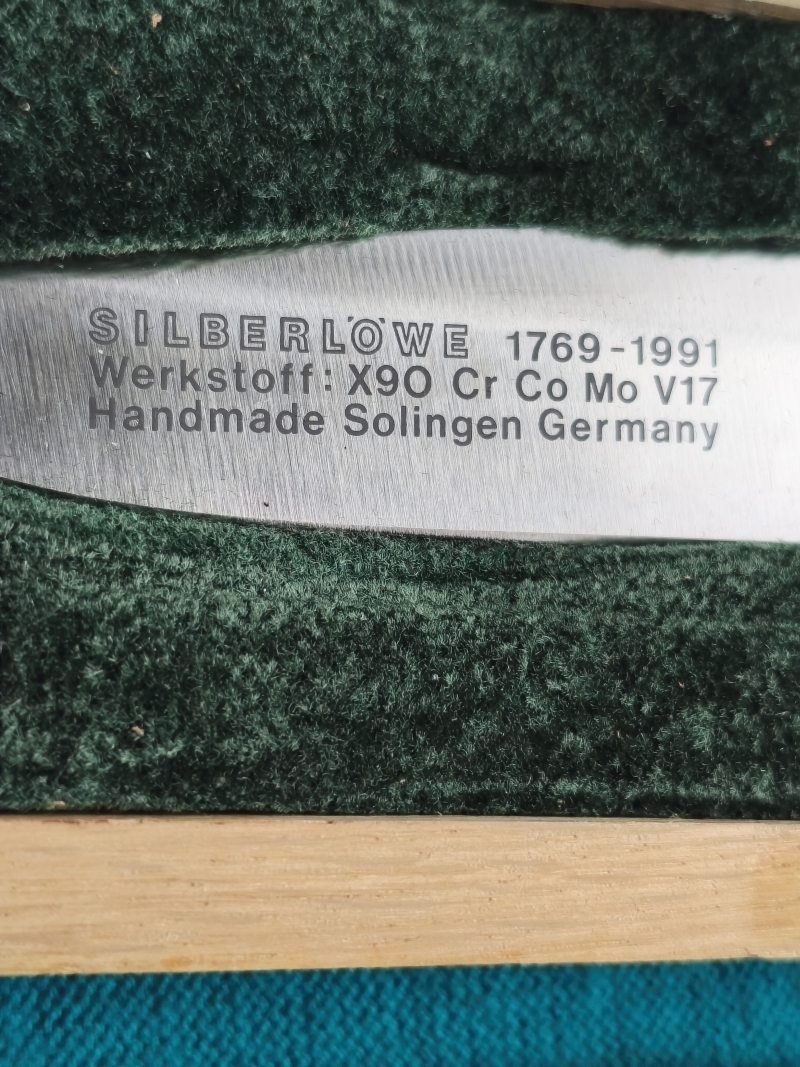 SILBERLÖWE 1769-1991
Werkstoff: X90 Cr Co Mo V17
Handmade Solingen Germany